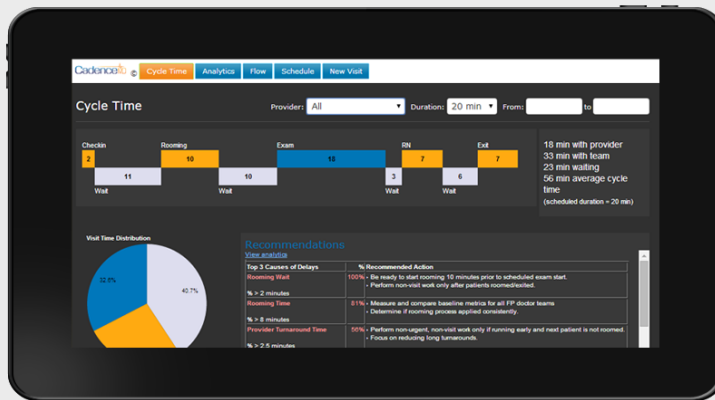 Cadence © Cycle Time Analytics Flow Schedule New Visit
Cycle Time Provider: All Duration: 20 min From: to
Checkin Rooming Exam RN Exit
2 10 18 7 7
11 10 3 6
Wait Wait Wait Wait
18 min with provider
33 min with team
23 min waiting
56 min average cycle
time
(scheduled duration = 20 min)
Visit Time Distribution
32.5%
40.7%
Recommendations
View analytics
Top 3 Causes of Delays % Recommended Action
Rooming Wait 100% - Be ready to start rooming 10 minutes prior to scheduled exam start.
- Perform non-visit work only after patients roomed/exited.
% > 2 minutes
Rooming Time 81% - Measure and compare baseline metrics for all FP doctor teams
- Determine if rooming process applied consistently.
% > 8 minutes
Provider Turnaround Time 56% - Perform non-urgent, non-visit work only if running early and next patient is not roomed.
- Focus on reducing long turnarounds.
% > 2.5 minutes